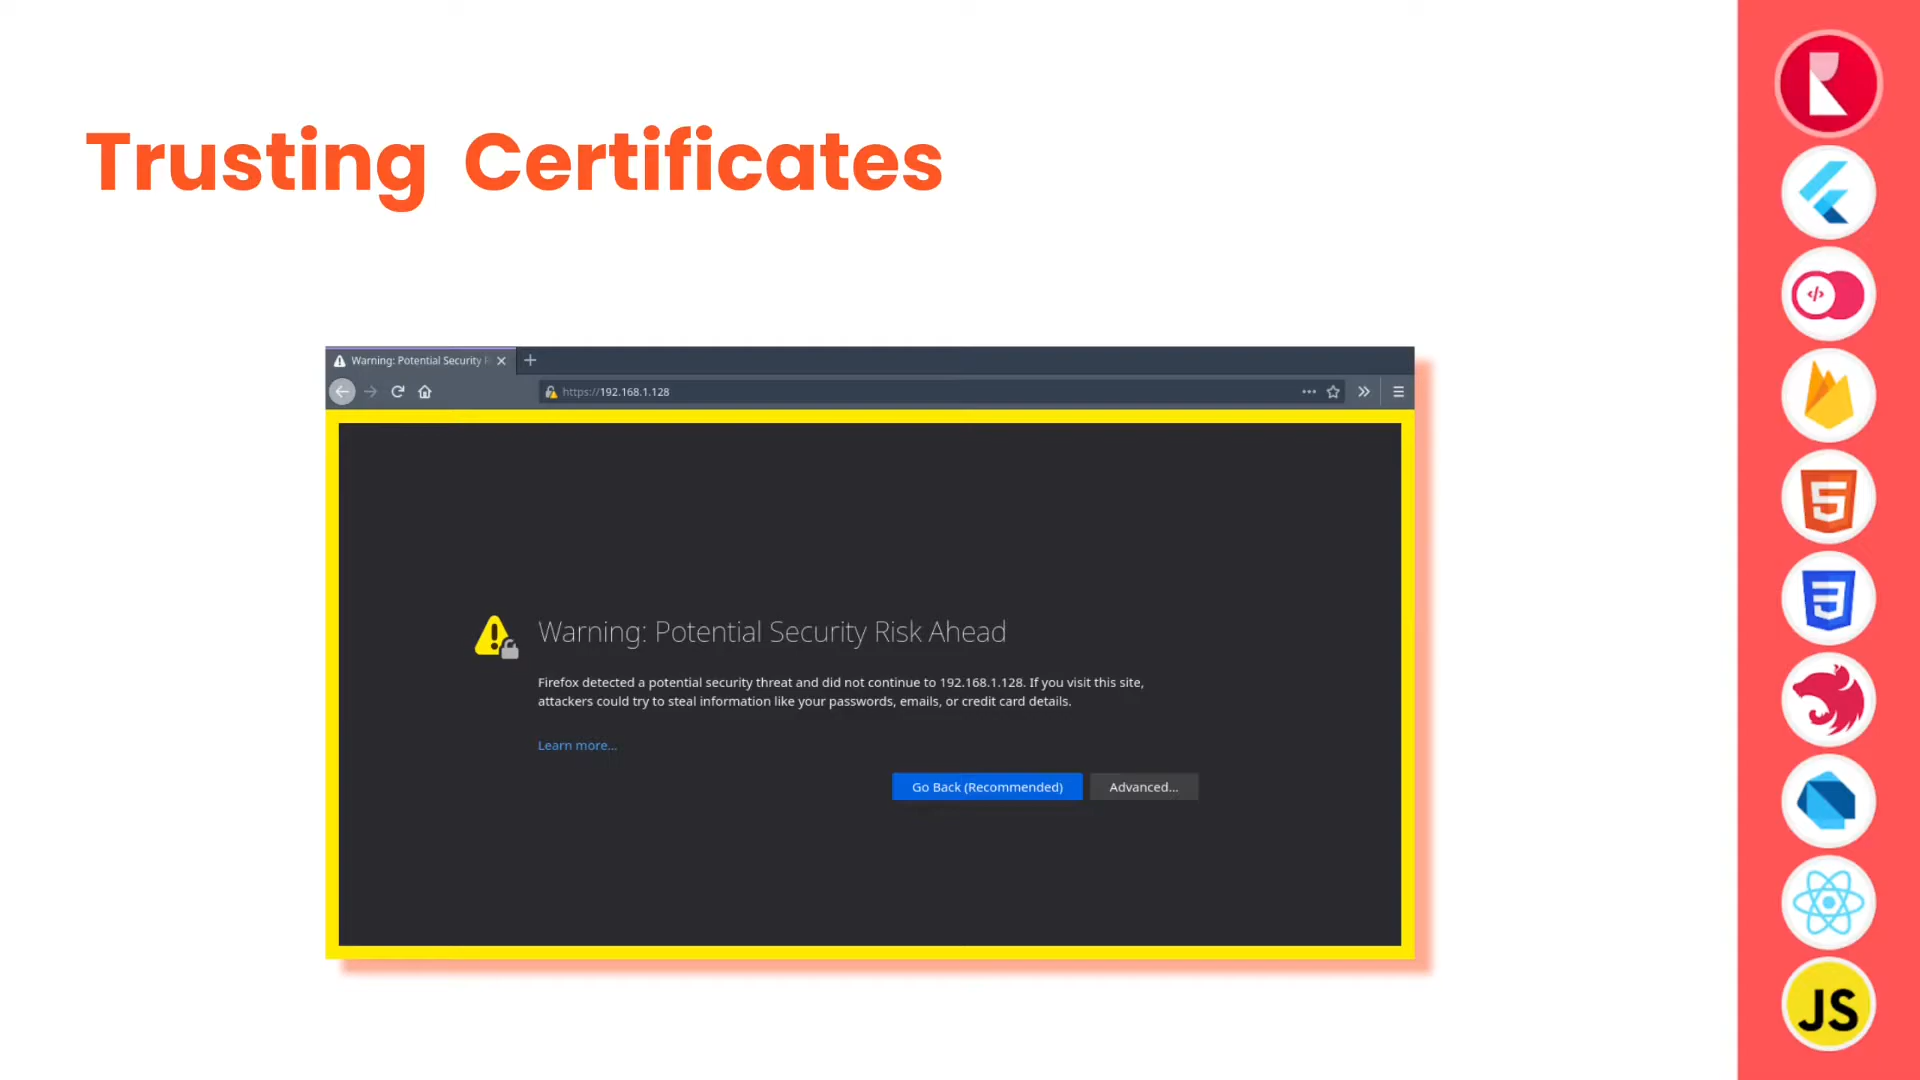 Trusting Certificates
Warning: Potential Security
https://192.168.1.128
Warning: Potential Security Risk Ahead
Firefox detected a potential security threat and did not continue to 192.168.1.128. If you visit this site,
attackers could try to steal information like your passwords, emails, or credit card details.
Learn more...
Go Back (Recommended)
Advanced...
JS